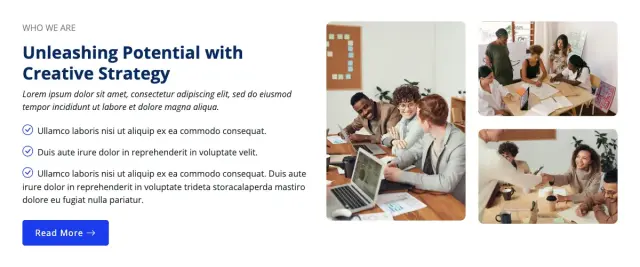 WHO WE ARE
Unleashing Potential with
Creative Strategy
Lorem ipsum dolor sit amet, consectetur adipiscing elit, sed do eiusmod
tempor incididunt ut labore et dolore magna aliqua.
Ullamco laboris nisi ut aliquip ex ea commodo consequat.
Duis aute irure dolor in reprehenderit in voluptate velit.
Ullamco laboris nisi ut aliquip ex ea commodo consequat. Duis aute
irure dolor in reprehenderit in voluptate trideta storacalaperda mastiro
dolore eu fugiat nulla pariatur.
Read More →